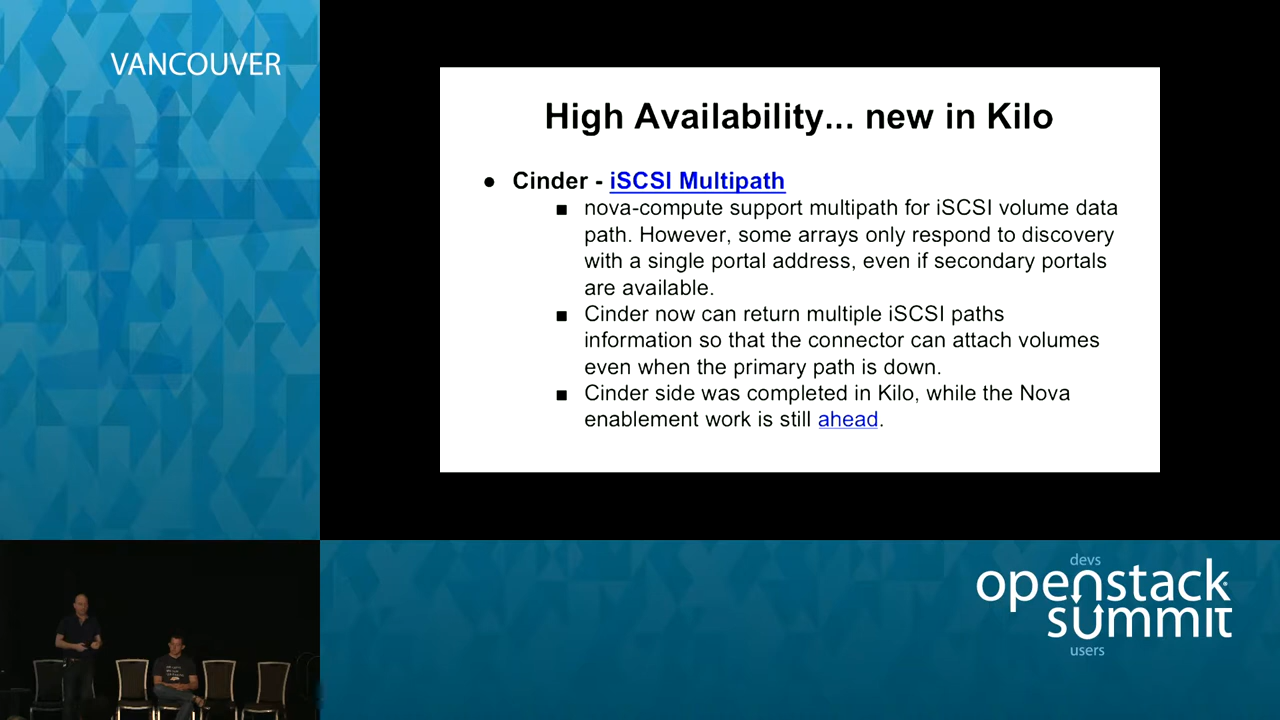 VANCOUVER
High Availability... new in Kilo
● Cinder - iSCSI Multipath
■ nova-compute support multipath for iSCSI volume data
path. However, some arrays only respond to discovery
with a single portal address, even if secondary portals
are available.
■ Cinder now can return multiple iSCSI paths
information so that the connector can attach volumes
even when the primary path is down.
■ Cinder side was completed in Kilo, while the Nova
enablement work is still ahead.
devs
openstack
summit
users